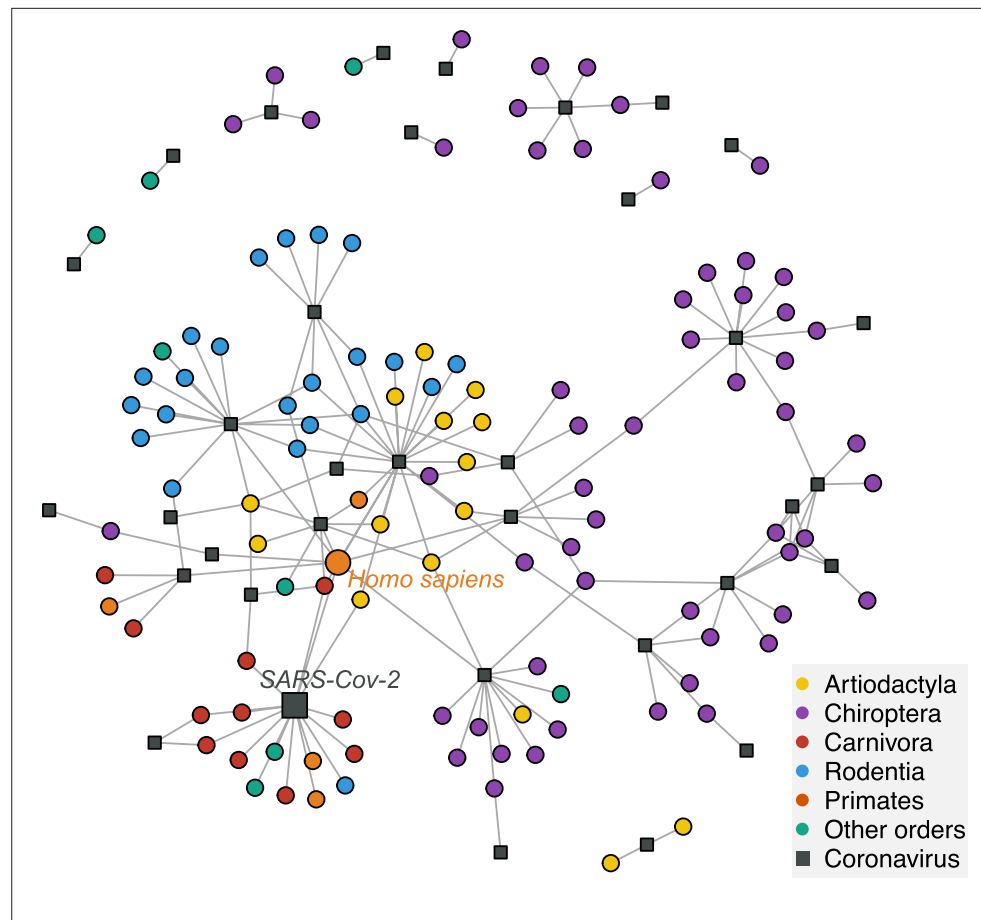 Homo sapiens
SARS-Cov-2
Artiodactyla
Chiroptera
Carnivora
Rodentia
Primates
Other orders
Coronavirus